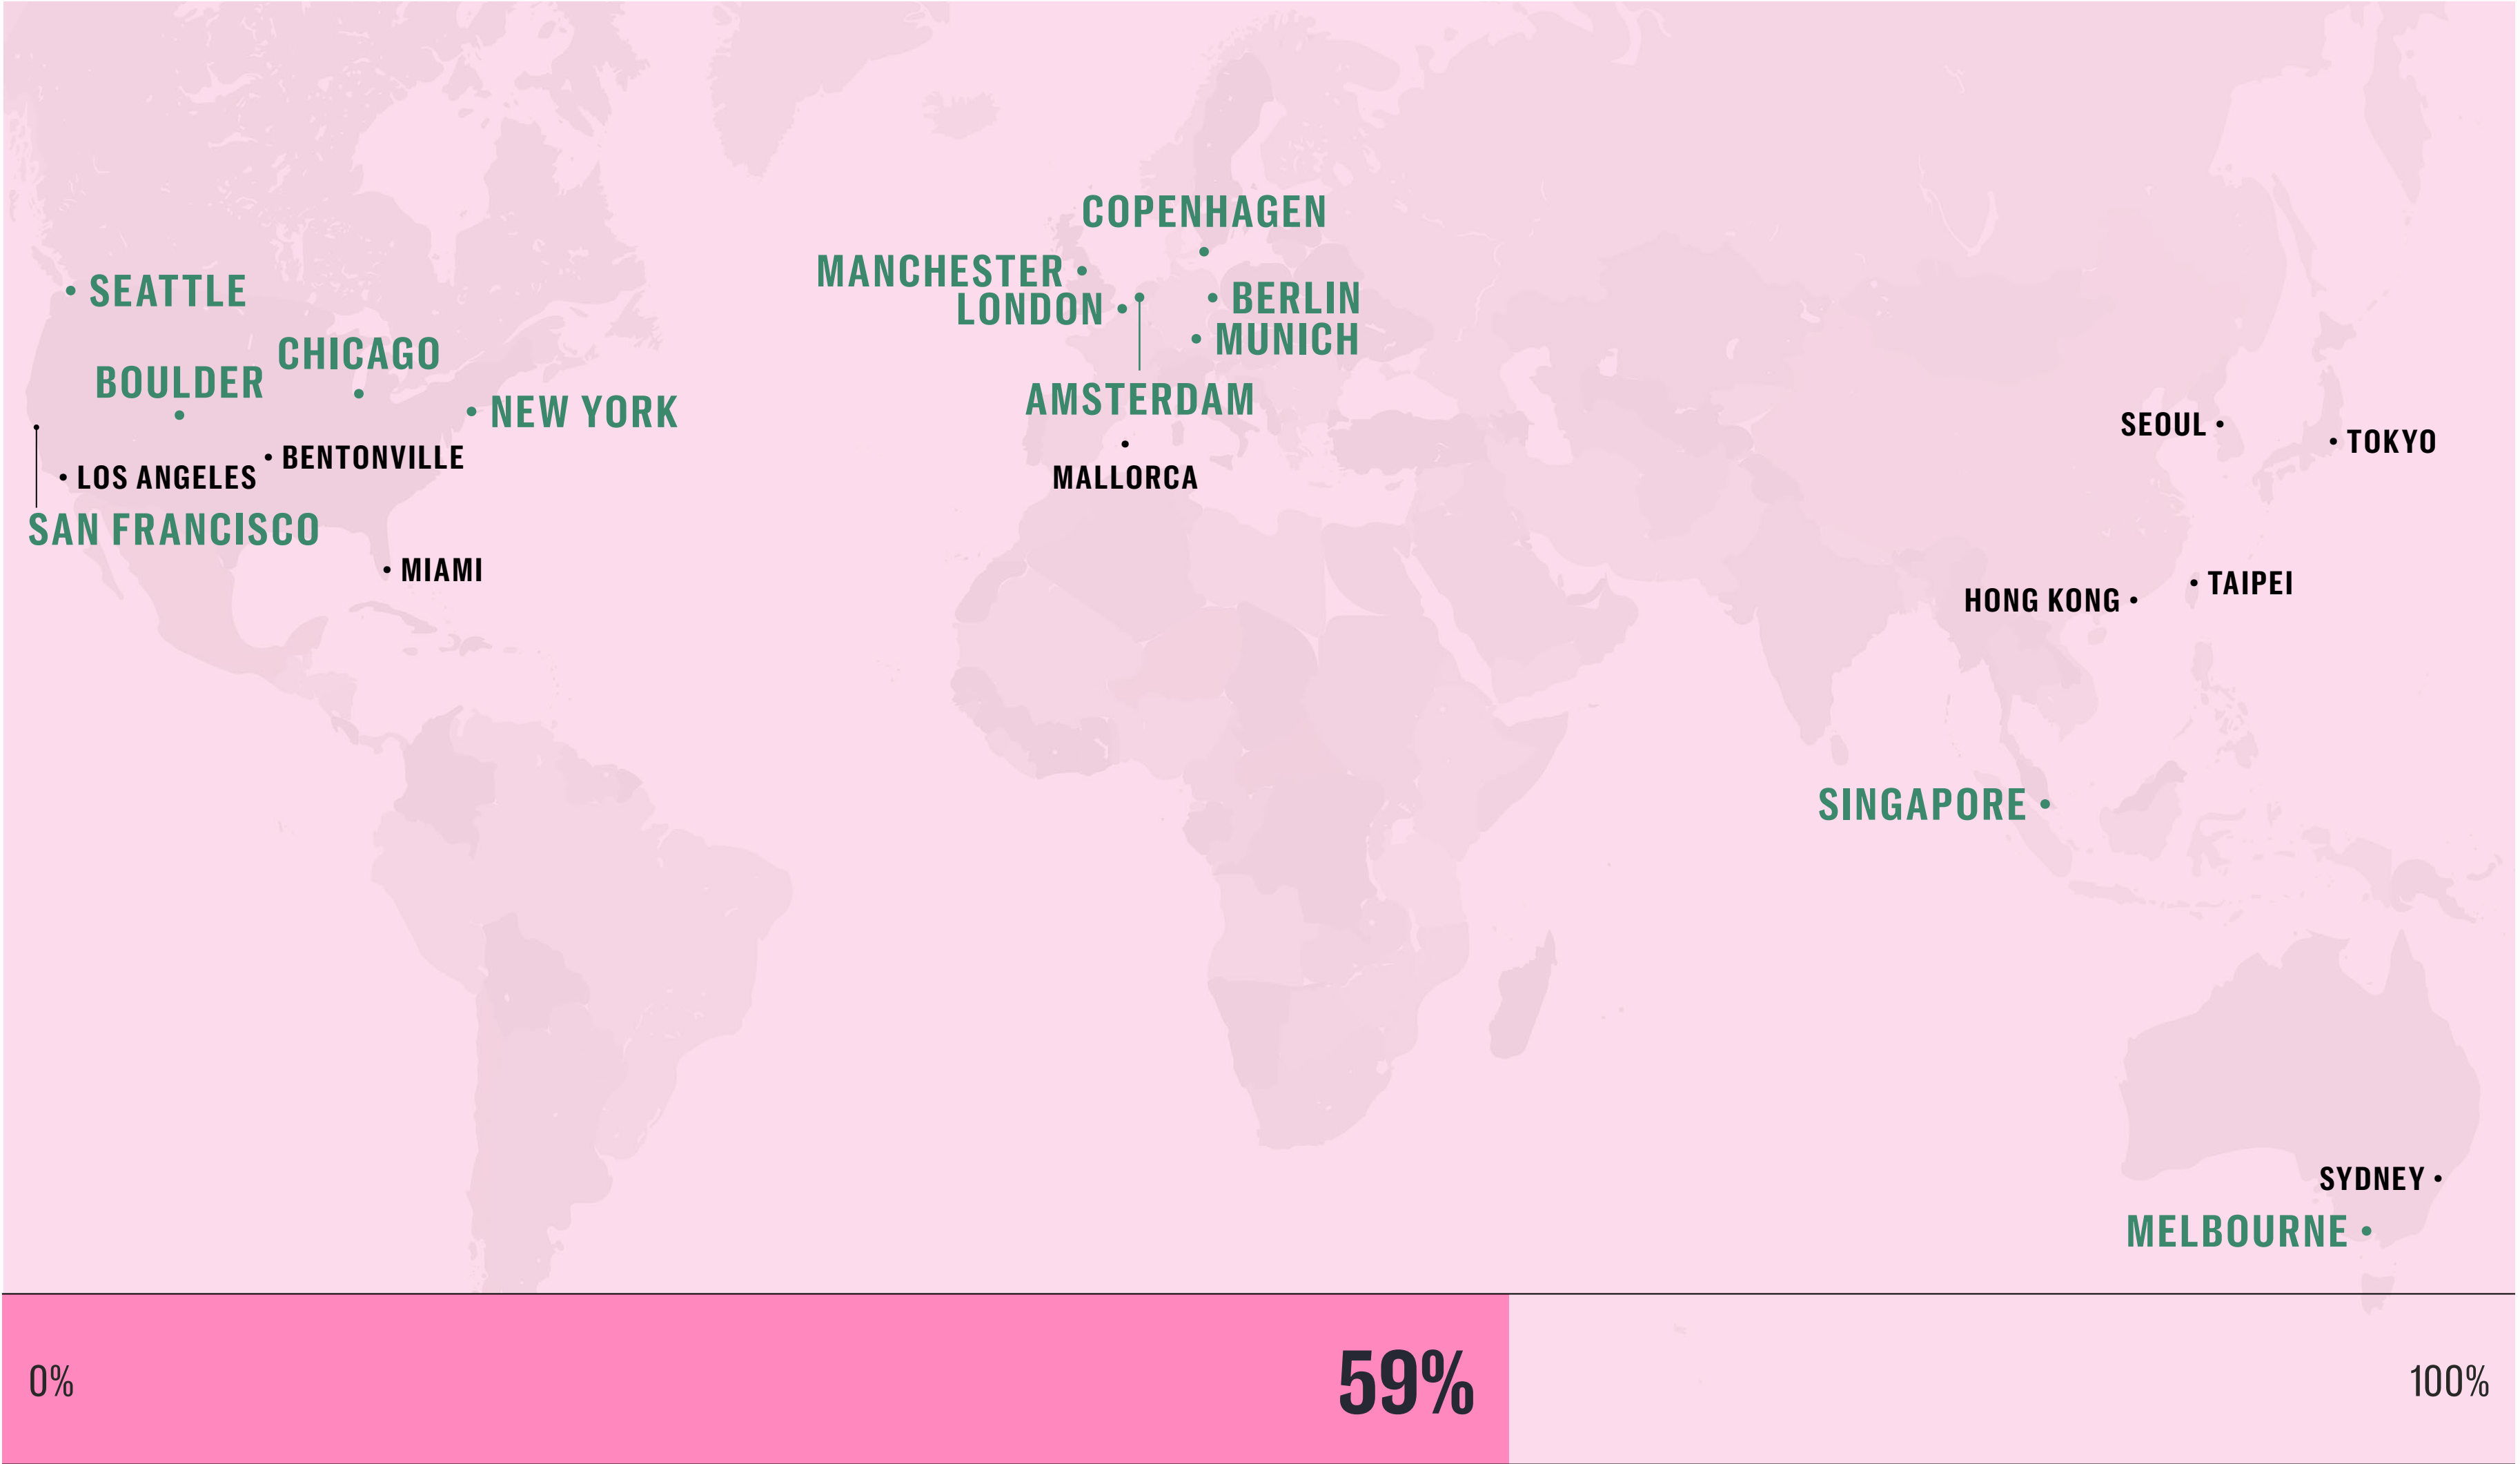 COPENHAGEN
MANCHESTER
LONDON
BERLIN
MUNICH
AMSTERDAM
MALLORCA
SEATTLE
CHICAGO
BOULDER
NEW YORK
BENTONVILLE
LOS ANGELES
SAN FRANCISCO
MIAMI
SEOUL
TOKYO
TAIPEI
HONG KONG
SINGAPORE
SYDNEY
MELBOURNE
0%
59%
100%